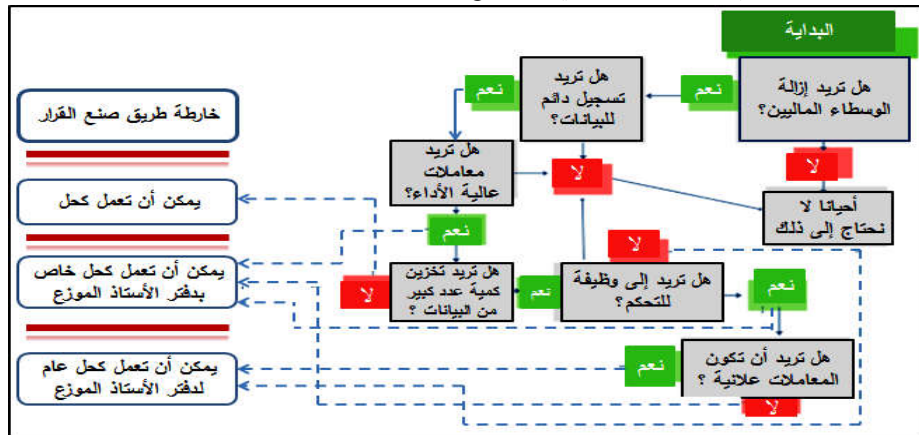 البداية
هل تريد إزالة
الوسطاء الماليين؟
نعم
هل تريد
تسجيل دائم
للبيانات؟
نعم
هل تريد
معاملات
عالية الأداء؟
لا
لا
أحيانا لا
نحتاج إلى ذلك
نعم
هل تريد تخزين
كمية عدد كبير
من البيانات ؟
لا
نعم
لا
هل تريد إلى وظيفة
للتحكم؟
نعم
هل تريد أن تكون
المعاملات علانية ؟
نعم
لا
خارطة طريق صنع القرار
يمكن أن تعمل كحل
يمكن أن تعمل كحل خاص
بدفتر الأستاذ الموزع
يمكن أن تعمل كحل عام
لدفتر الأستاذ الموزع